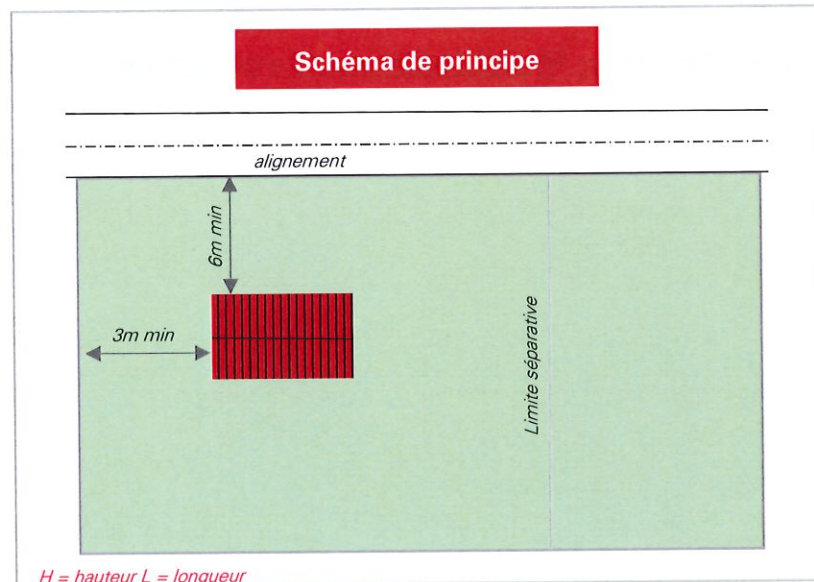 Schéma de principe
alignement
6m min
3m min
Limite séparative
H = hauteur L = longueur